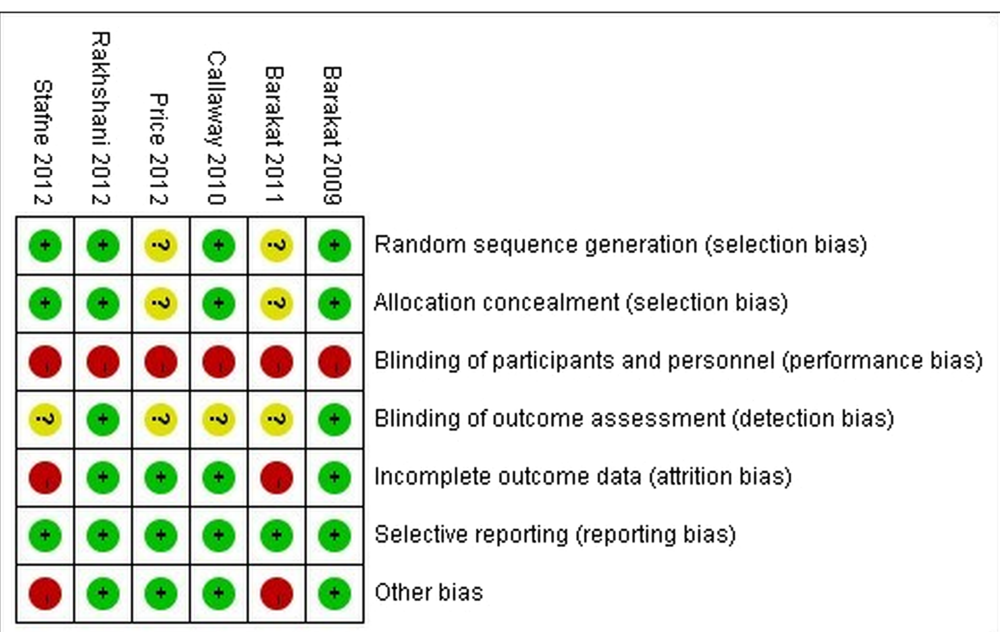 Stafne 2012
Rakhshani 2012
Price 2012
Callaway 2010
Barakat 2011
Barakat 2009
+ + ? + ? + Random sequence generation (selection bias)
+ + ? + ? + Allocation concealment (selection bias)
- - - - - - Blinding of participants and personnel (performance bias)
? + ? ? ? + Blinding of outcome assessment (detection bias)
- + + + - + Incomplete outcome data (attrition bias)
+ + + + + + Selective reporting (reporting bias)
- + + + - + Other bias